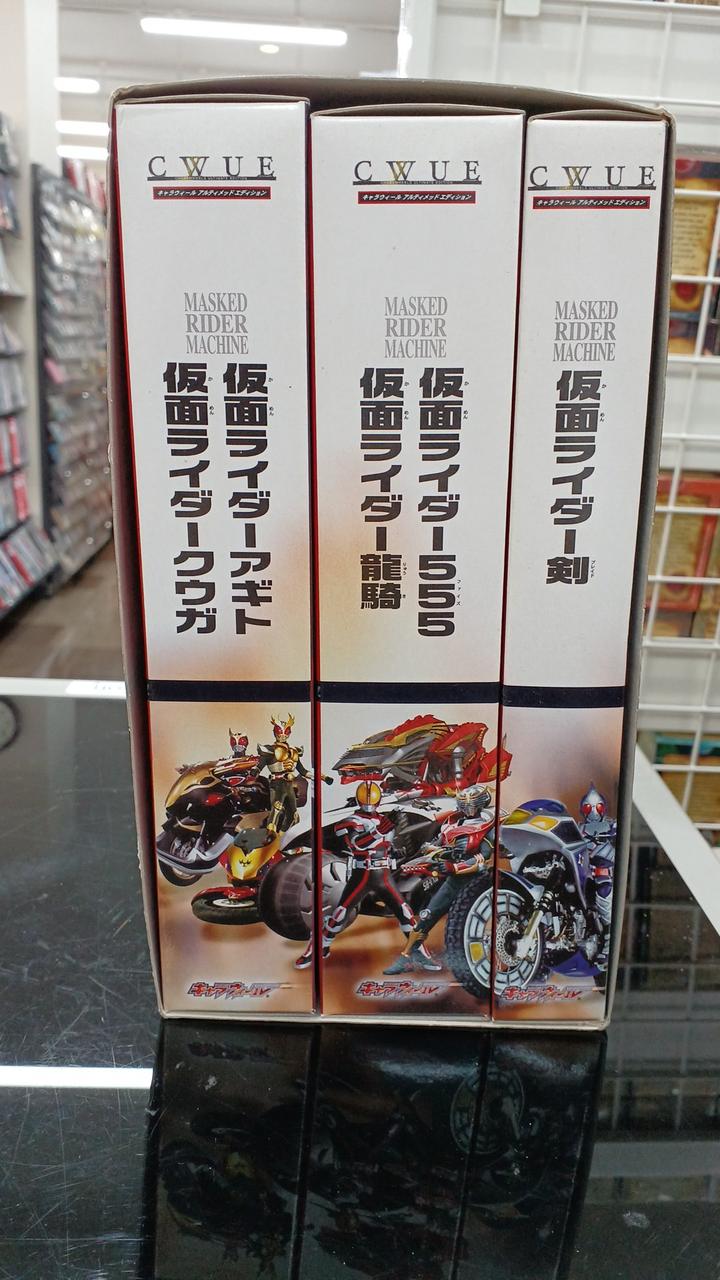 CWUE
キャラウィール アルティメッドエディション
MASKED
RIDER
MACHINE
仮面ライダーアギト
仮面ライダークウガ
キャラウィール
CWUE
キャラウィール アルティメッドエディション
MASKED
RIDER
MACHINE
仮面ライダー555
仮面ライダー龍騎
キャラウィール
CWUE
キャラウィール アルティメッドエディション
MASKED
RIDER
MACHINE
仮面ライダー剣
キャラウィール